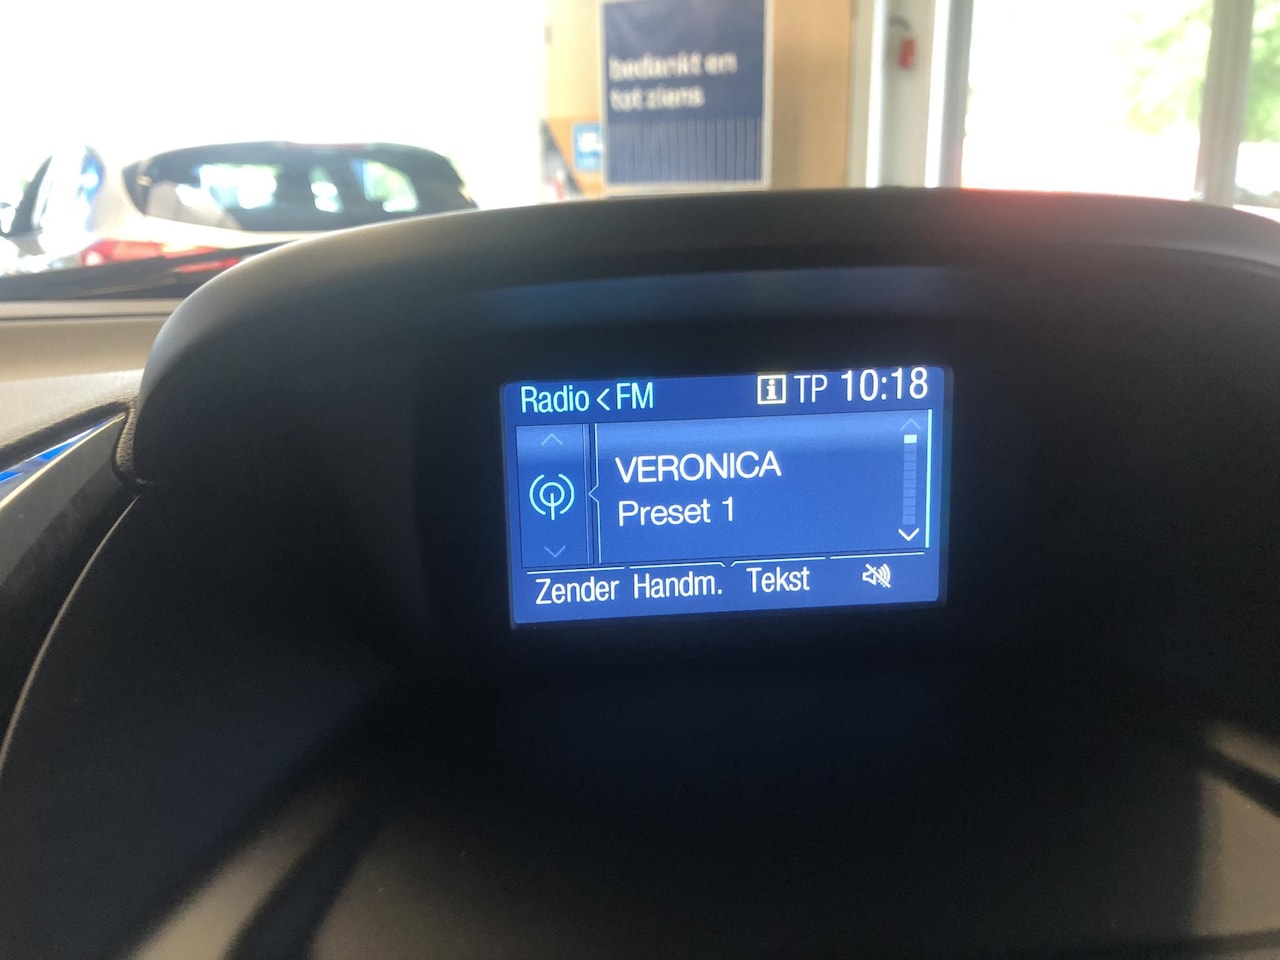 bedankt en
tot ziens
Radio < FM
i TP 10:18
VERONICA
Preset 1
Zender Handm. Tekst